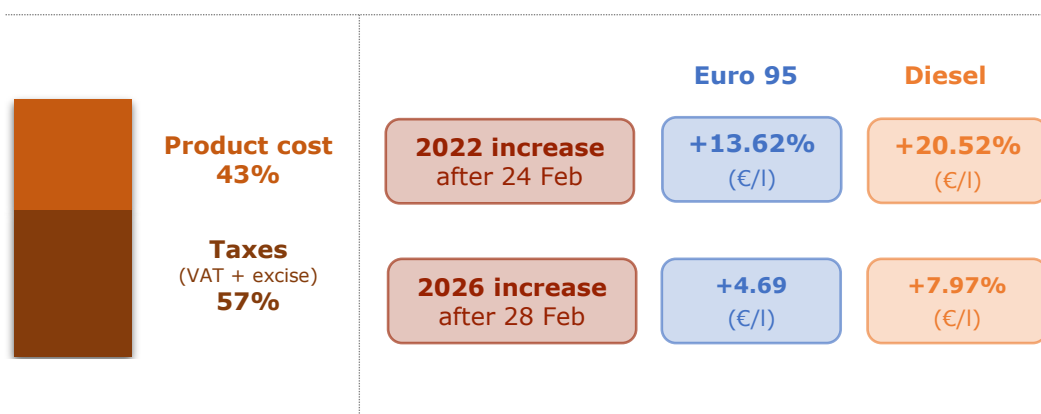 Product cost
43%
Taxes
(VAT + excise)
57%
Euro 95
Diesel
2022 increase
after 24 Feb
+13.62%
(€/l)
+20.52%
(€/l)
2026 increase
after 28 Feb
+4.69
(€/l)
+7.97%
(€/l)